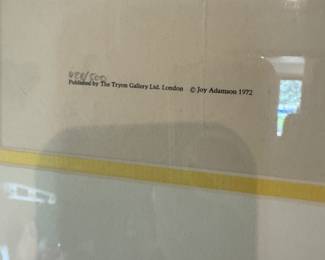 Published by The Tryon Gallery Ltd. London © Joy Adamson 1972